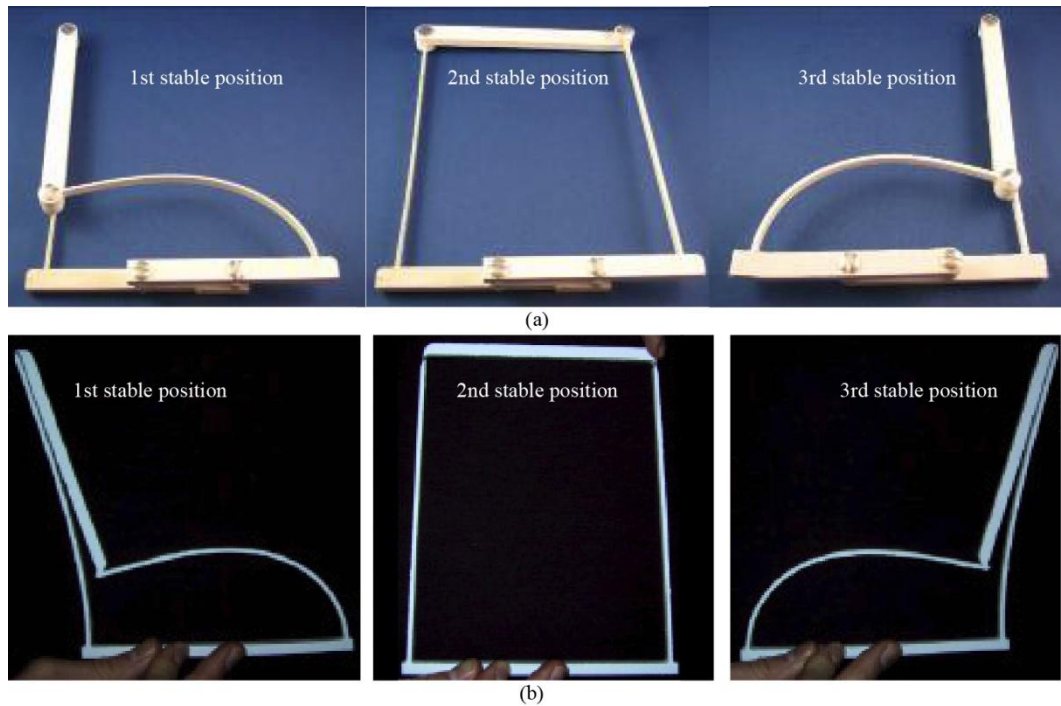 1st stable position
2nd stable position
3rd stable position
(a)
1st stable position
2nd stable position
3rd stable position
(b)